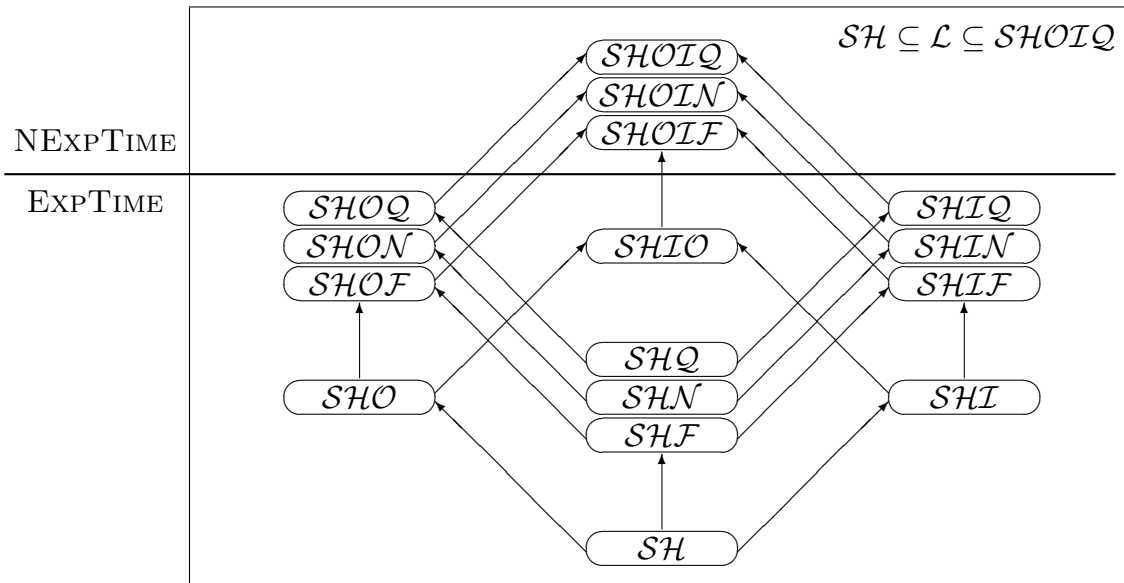 𝒮ℋ ⊆ ℒ ⊆ 𝒮ℋ𝒪ℐ𝒬
𝒮ℋ𝒪ℐ𝒬
𝒮ℋ𝒪ℐ𝒩
𝒮ℋ𝒪ℐℱ
NExpTime
ExpTime
𝒮ℋ𝒪𝒬
𝒮ℋ𝒪𝒩
𝒮ℋ𝒪ℱ
𝒮ℋℐ𝒪
𝒮ℋℐ𝒬
𝒮ℋℐ𝒩
𝒮ℋℐℱ
𝒮ℋ𝒬
𝒮ℋ𝒩
𝒮ℋℱ
𝒮ℋ𝒪
𝒮ℋℐ
𝒮ℋ